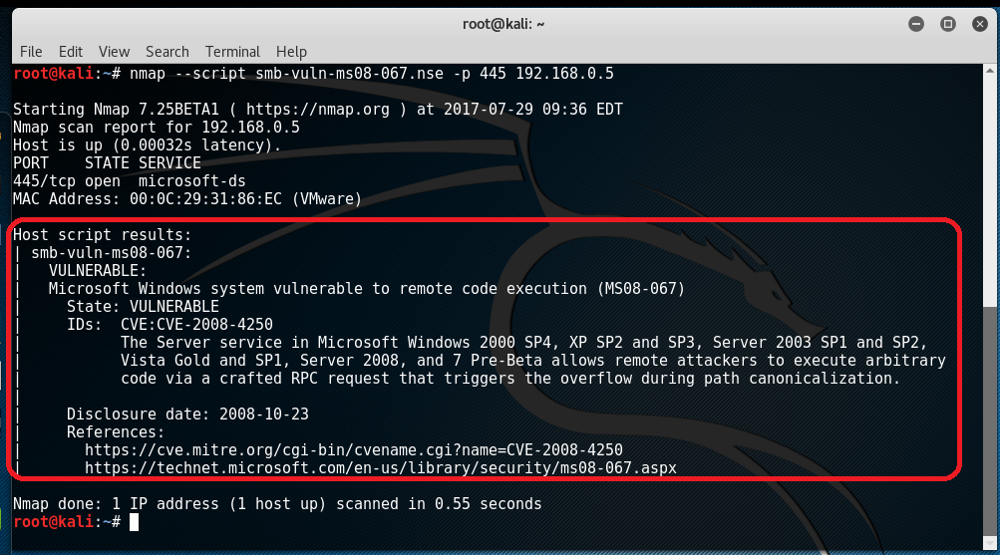 root@kali: ~
File Edit View Search Terminal Help
root@kali:~# nmap --script smb-vuln-ms08-067.nse -p 445 192.168.0.5
Starting Nmap 7.25BETA1 ( https://nmap.org ) at 2017-07-29 09:36 EDT
Nmap scan report for 192.168.0.5
Host is up (0.00032s latency).
PORT    STATE SERVICE
445/tcp open  microsoft-ds
MAC Address: 00:0C:29:31:86:EC (VMware)
Host script results:
| smb-vuln-ms08-067:
|   VULNERABLE:
|   Microsoft Windows system vulnerable to remote code execution (MS08-067)
|     State: VULNERABLE
|     IDs:  CVE:CVE-2008-4250
|           The Server service in Microsoft Windows 2000 SP4, XP SP2 and SP3, Server 2003 SP1 and SP2,
|           Vista Gold and SP1, Server 2008, and 7 Pre-Beta allows remote attackers to execute arbitrary
|           code via a crafted RPC request that triggers the overflow during path canonicalization.
|
|     Disclosure date: 2008-10-23
|     References:
|       https://cve.mitre.org/cgi-bin/cvename.cgi?name=CVE-2008-4250
|       https://technet.microsoft.com/en-us/library/security/ms08-067.aspx
Nmap done: 1 IP address (1 host up) scanned in 0.55 seconds
root@kali:~#